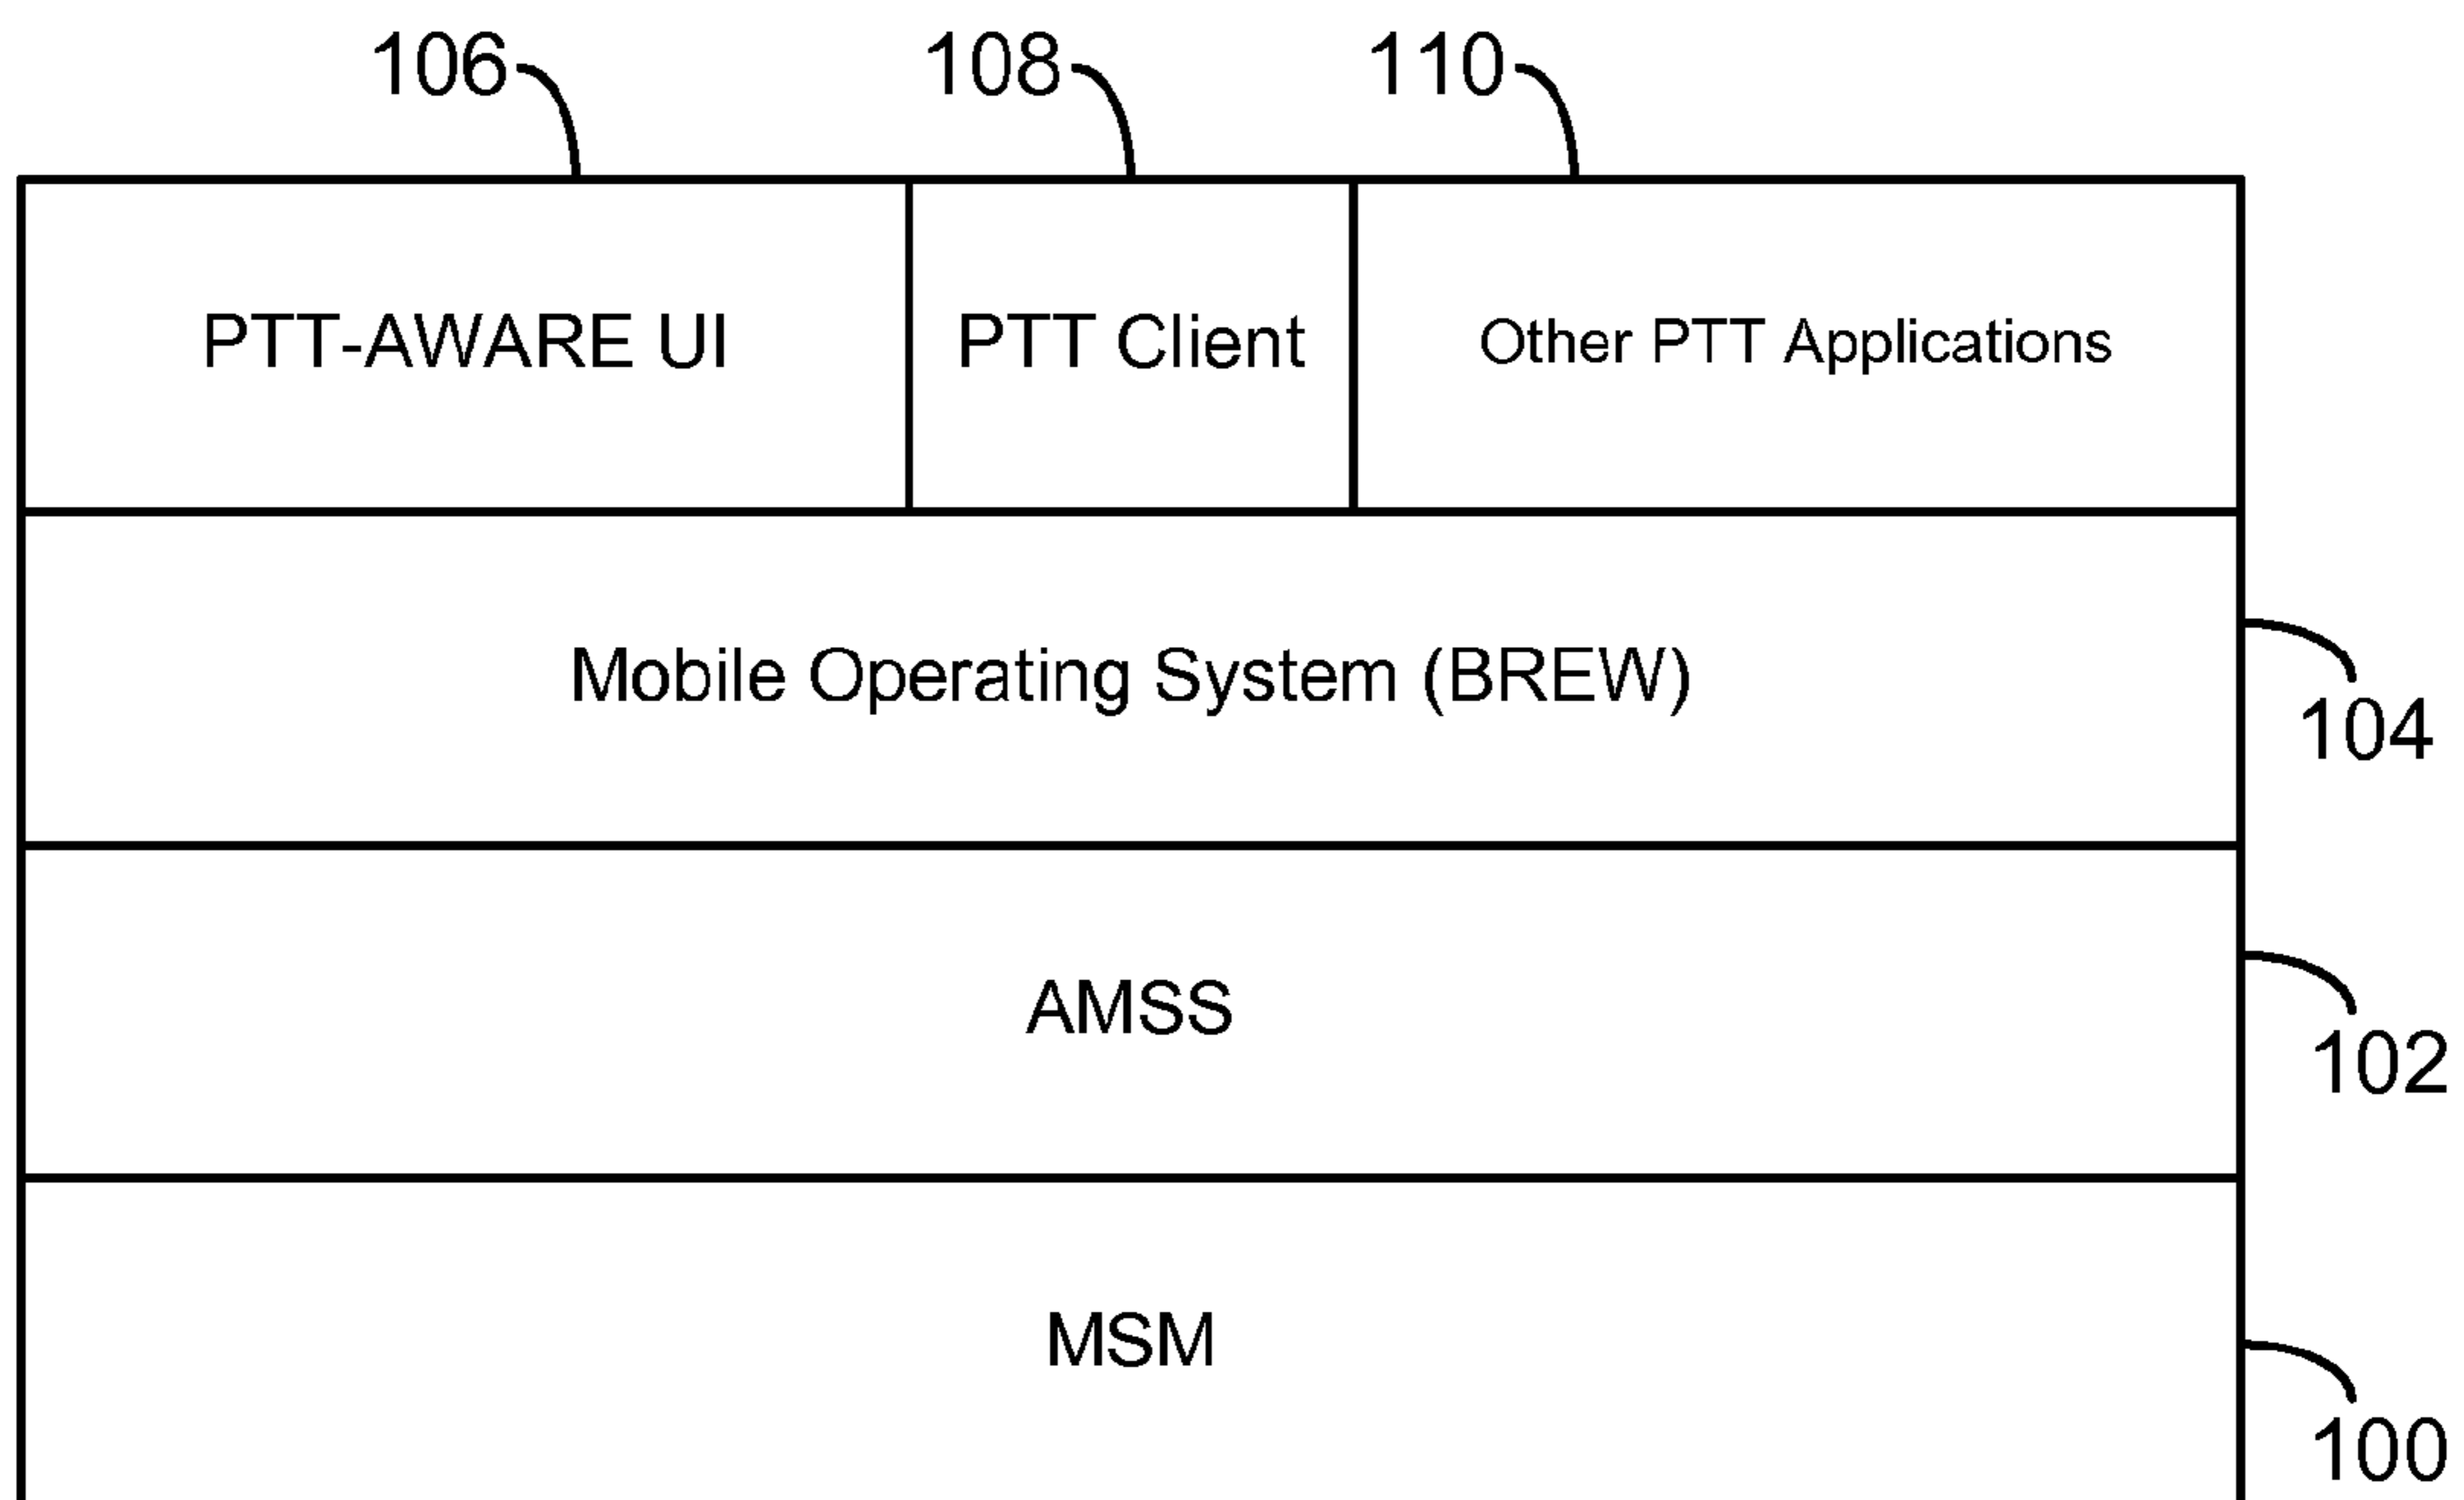 106
108
110
PTT-AWARE UI
PTT Client
Other PTT Applications
Mobile Operating System (BREW)
104
AMSS
102
MSM
100